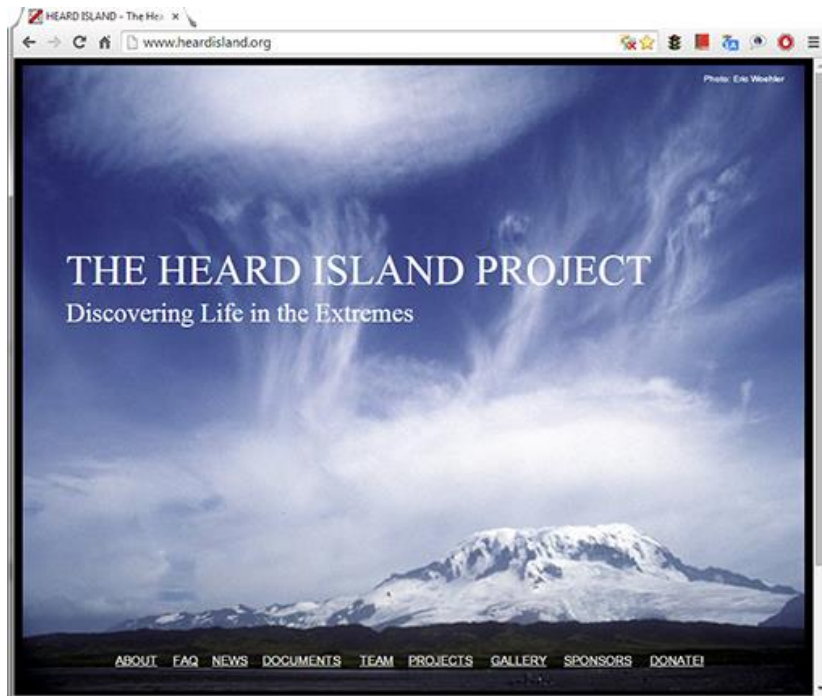 HEARD ISLAND - The Hea
www.heardisland.org
Photo: Eric Woehler
THE HEARD ISLAND PROJECT
Discovering Life in the Extremes
ABOUT FAQ NEWS DOCUMENTS TEAM PROJECTS GALLERY SPONSORS DONATE!